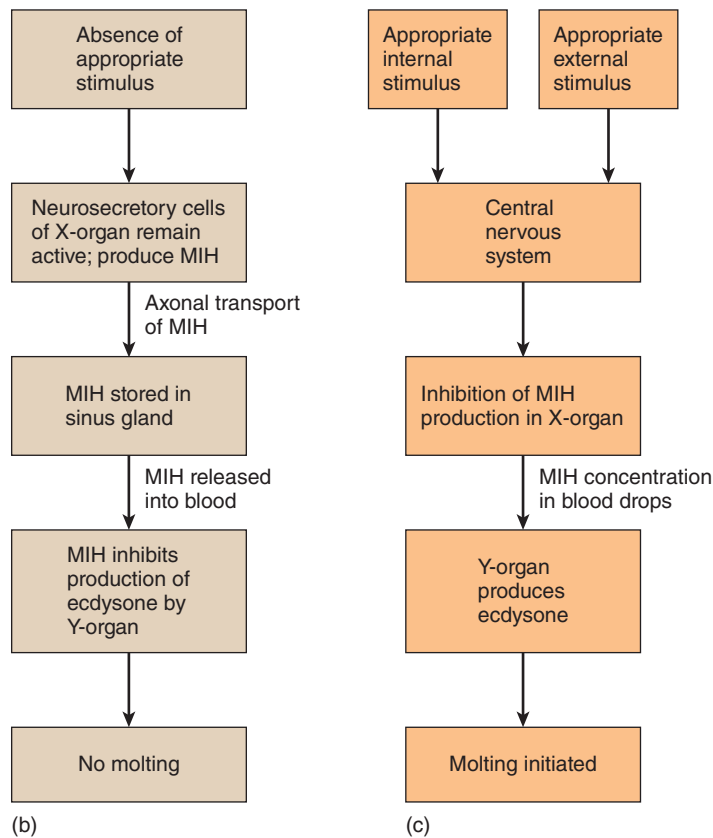 Absence of
appropriate
stimulus
Neurosecretory cells
of X-organ remain
active; produce MIH
Axonal transport
of MIH
MIH stored in
sinus gland
MIH released
into blood
MIH inhibits
production of
ecdysone by
Y-organ
No molting
(b)
Appropriate
internal
stimulus
Appropriate
external
stimulus
Central
nervous
system
Inhibition of MIH
production in X-organ
MIH concentration
in blood drops
Y-organ
produces
ecdysone
Molting initiated
(c)